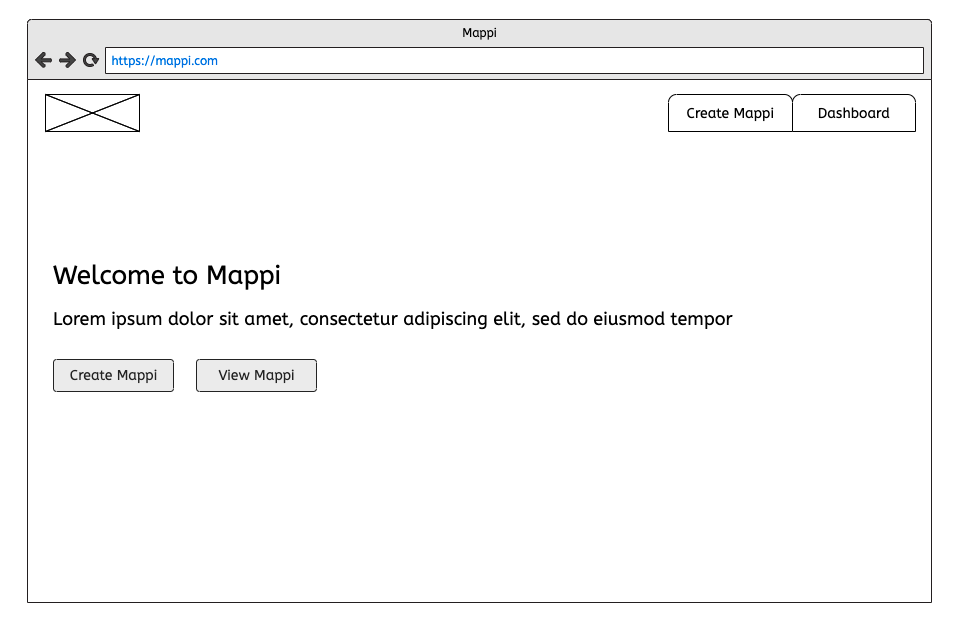 Mappi
https://mappi.com
Create Mappi
Dashboard
Welcome to Mappi
Lorem ipsum dolor sit amet, consectetur adipiscing elit, sed do eiusmod tempor
Create Mappi
View Mappi